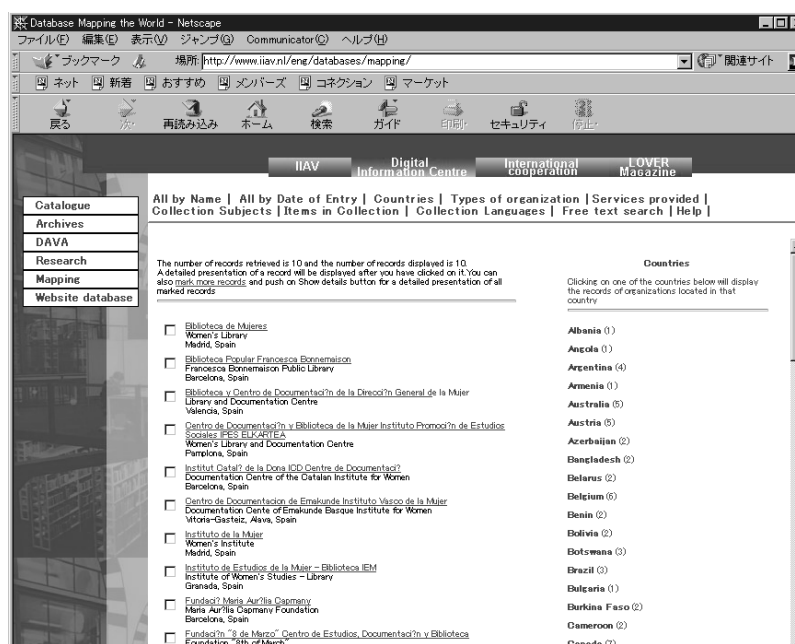 Database Mapping the World - Netscape
ファイル(F) 編集(E) 表示(V) ジャンプ(G) Communicator(C) ヘルプ(H)
ブックマーク 場所: http://www.iiav.nl/eng/databases/mapping/ 関連サイト
ネット 新着 おすすめ メンバーズ コネクション マーケット
戻る 次へ 再読み込み ホーム 検索 ガイド 印刷 セキュリティ 停止
IIAV Digital Information Centre International cooperation LOVER Magazine
Catalogue
Archives
DAVA
Research
Mapping
Website database
All by Name | All by Date of Entry | Countries | Types of organization | Services provided |
Collection Subjects | Items in Collection | Collection Languages | Free text search | Help |
The number of records retrieved is 10 and the number of records displayed is 10.
A detailed presentation of a record will be displayed after you have clicked on it. You can
also mark more records and push on Show details button for a detailed presentation of all
marked records
Biblioteca de Mujeres
Women's Library
Madrid, Spain
Biblioteca Popular Francesca Bonnemaison
Francesca Bonnemaison Public Library
Barcelona, Spain
Biblioteca y Centro de Documentaci?n de la Direcci?n General de la Mujer
Library and Documentation Centre
Valencia, Spain
Centro de Documentaci?n y Biblioteca de la Mujer Instituto Promoci?n de Estudios
Sociales IPES ELKARTEA
Women's Library and Documentation Centre
Pamplona, Spain
Institut Catal? de la Dona ICD Centre de Documentaci?
Documentation Centre of the Catalan Institute for Women
Barcelona, Spain
Centro de Documentacion de Emakunde Instituto Vasco de la Mujer
Documentation Cente of Emakunde Basque Institute for Women
Vitoria-Gasteiz, Alava, Spain
Instituto de la Mujer
Women's Institute
Madrid, Spain
Instituto de Estudios de la Mujer - Biblioteca IEM
Institute of Women's Studies - Library
Granada, Spain
Fundaci? Maria Aur?lia Capmany
Maria Aur?lia Capmany Foundation
Barcelona, Spain
Fundaci?n "8 de Marzo" Centro de Estudios, Documentaci?n y Biblioteca
Foundation "8th of March"
Countries
Clicking on one of the countries below will display
the records of organizations located in that
country
Albania (1)
Angola (1)
Argentina (4)
Armenia (1)
Australia (5)
Austria (5)
Azerbaijan (2)
Bangladesh (2)
Belarus (2)
Belgium (6)
Benin (2)
Bolivia (2)
Botswana (3)
Brazil (3)
Bulgaria (1)
Burkina Faso (2)
Cameroon (2)
Canada (7)